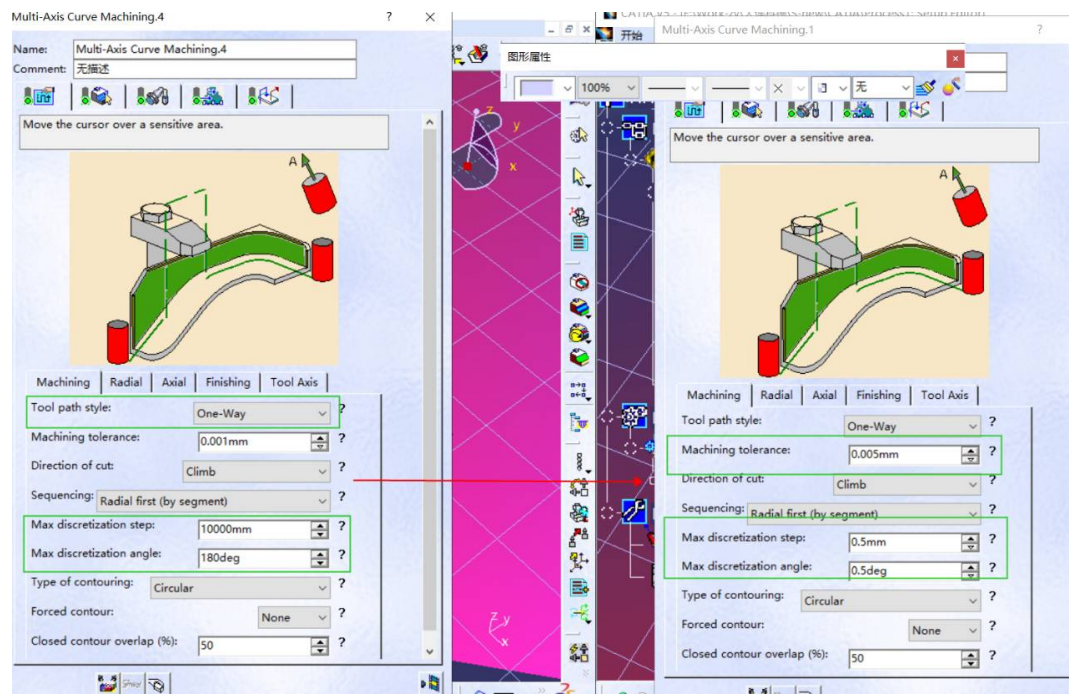 Multi-Axis Curve Machining.4
?
×
Name: Multi-Axis Curve Machining.4
Comment: 无描述
Move the cursor over a sensitive area.
A
Machining Radial Axial Finishing Tool Axis
Tool path style: One-Way ?
Machining tolerance: 0.001mm ?
Direction of cut: Climb ?
Sequencing: Radial first (by segment) ?
Max discretization step: 10000mm ?
Max discretization angle: 180deg ?
Type of contouring: Circular ?
Forced contour: None ?
Closed contour overlap (%): 50 ?
z
y
x
z y
x
开始
Multi-Axis Curve Machining.1
?
图形属性
100%
无
Move the cursor over a sensitive area.
A
Machining Radial Axial Finishing Tool Axis
Tool path style: One-Way ?
Machining tolerance: 0.005mm ?
Direction of cut: Climb ?
Sequencing: Radial first (by segment) ?
Max discretization step: 0.5mm ?
Max discretization angle: 0.5deg ?
Type of contouring: Circular ?
Forced contour: None ?
Closed contour overlap (%): 50 ?